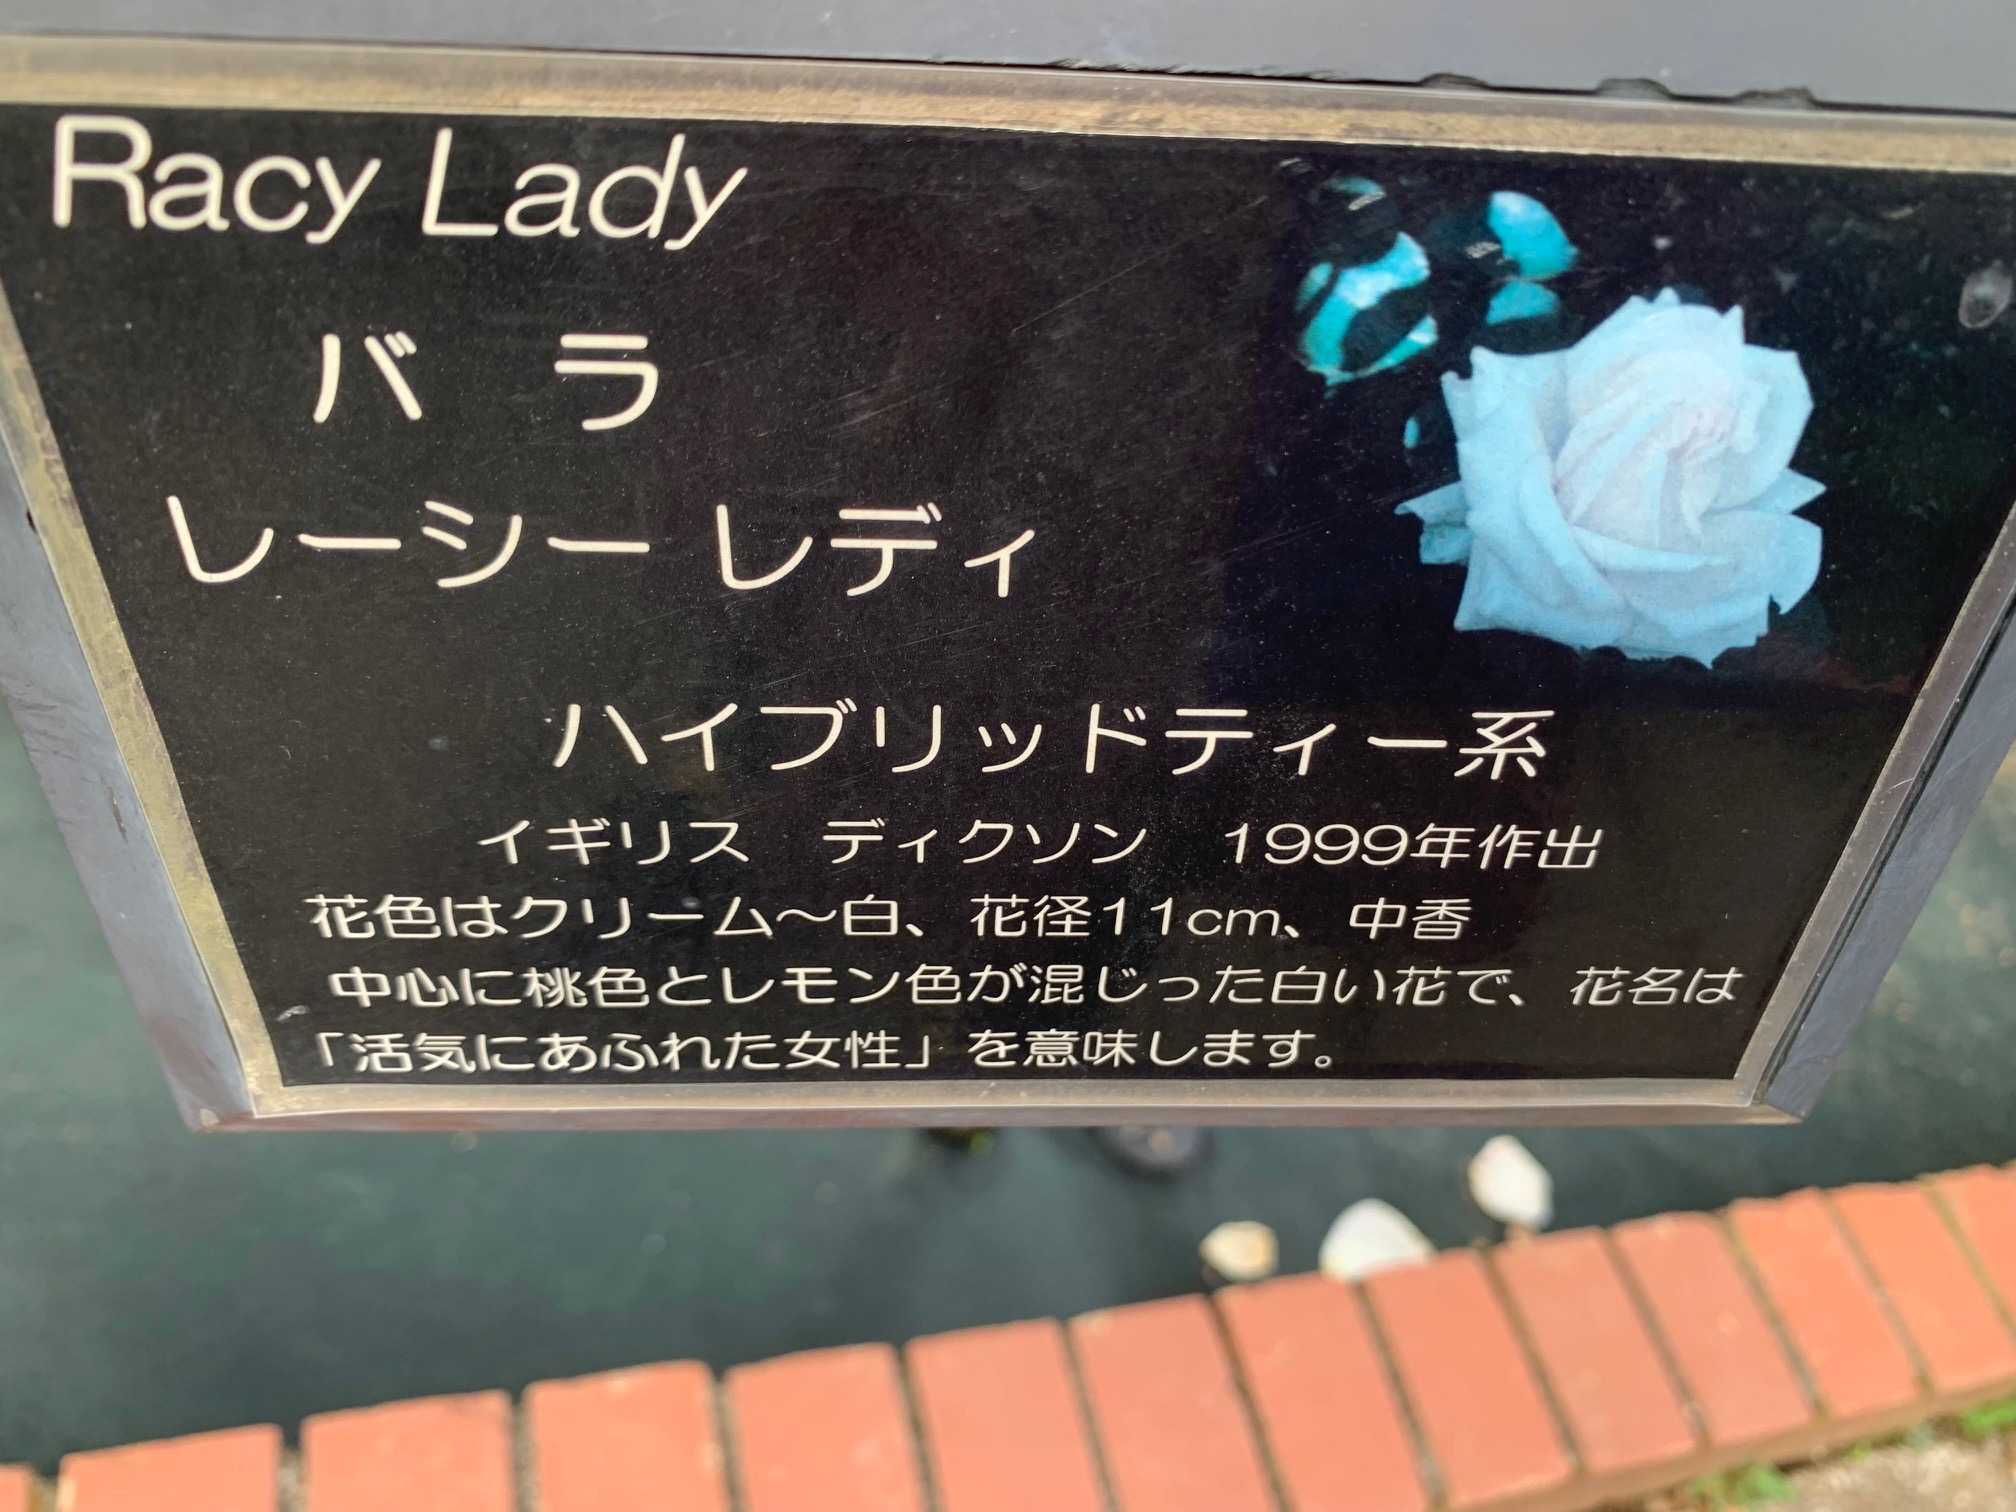 Racy Lady
バ　ラ
レーシー レディ
ハイブリッドティー系
イギリス　ディクソン　1999年作出
花色はクリーム～白、花径11cm、中香
中心に桃色とレモン色が混じった白い花で、花名は
「活気にあふれた女性」を意味します。